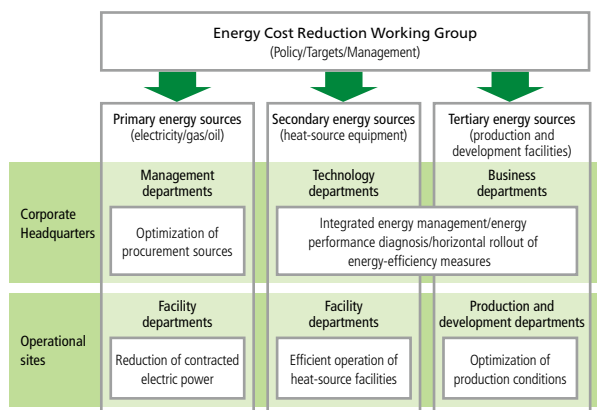 Energy Cost Reduction Working Group
(Policy/Targets/Management)
Primary energy sources
(electricity/gas/oil)
Secondary energy sources
(heat-source equipment)
Tertiary energy sources
(production and
development facilities)
Corporate
Headquarters
Management
departments
Optimization of
procurement sources
Technology
departments
Business
departments
Integrated energy management/energy
performance diagnosis/horizontal rollout of
energy-efficiency measures
Operational
sites
Facility
departments
Reduction of contracted
electric power
Facility
departments
Efficient operation of
heat-source facilities
Production and
development departments
Optimization of
production conditions